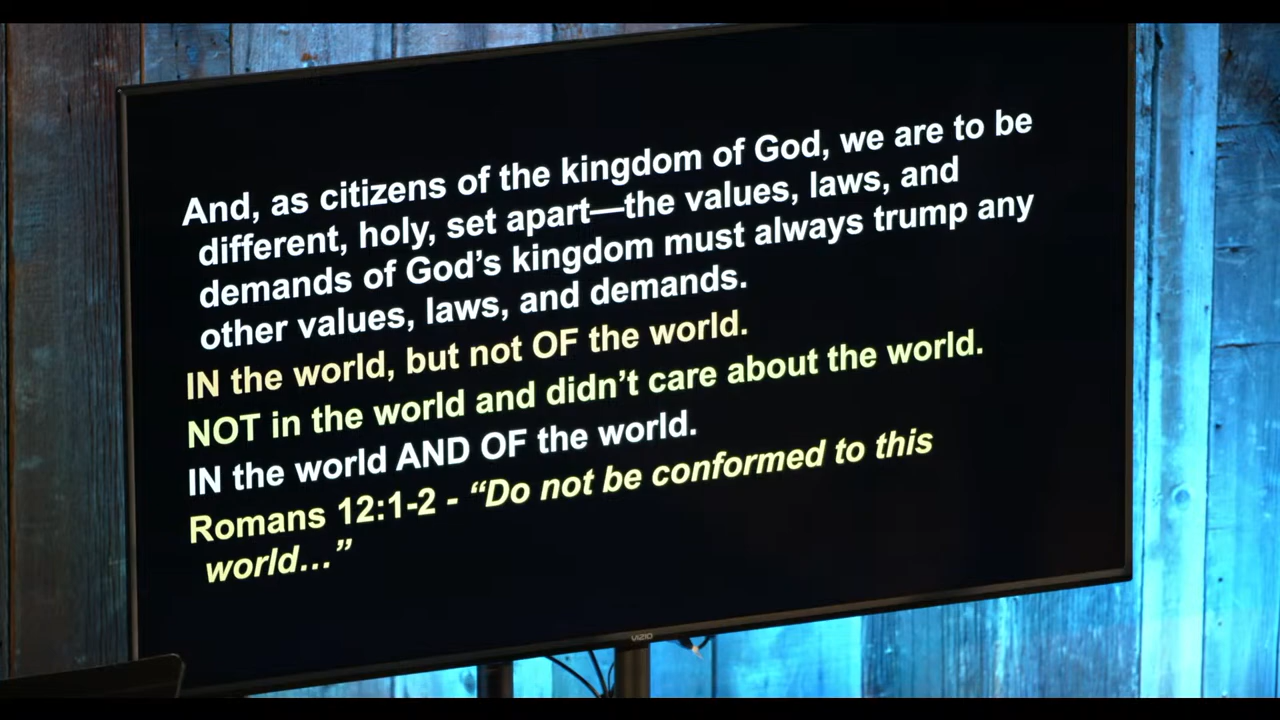 And, as citizens of the kingdom of God, we are to be
different, holy, set apart—the values, laws, and
demands of God’s kingdom must always trump any
other values, laws, and demands.
IN the world, but not OF the world.
NOT in the world and didn’t care about the world.
IN the world AND OF the world.
Romans 12:1-2 - “Do not be conformed to this
world…”
VIZIO